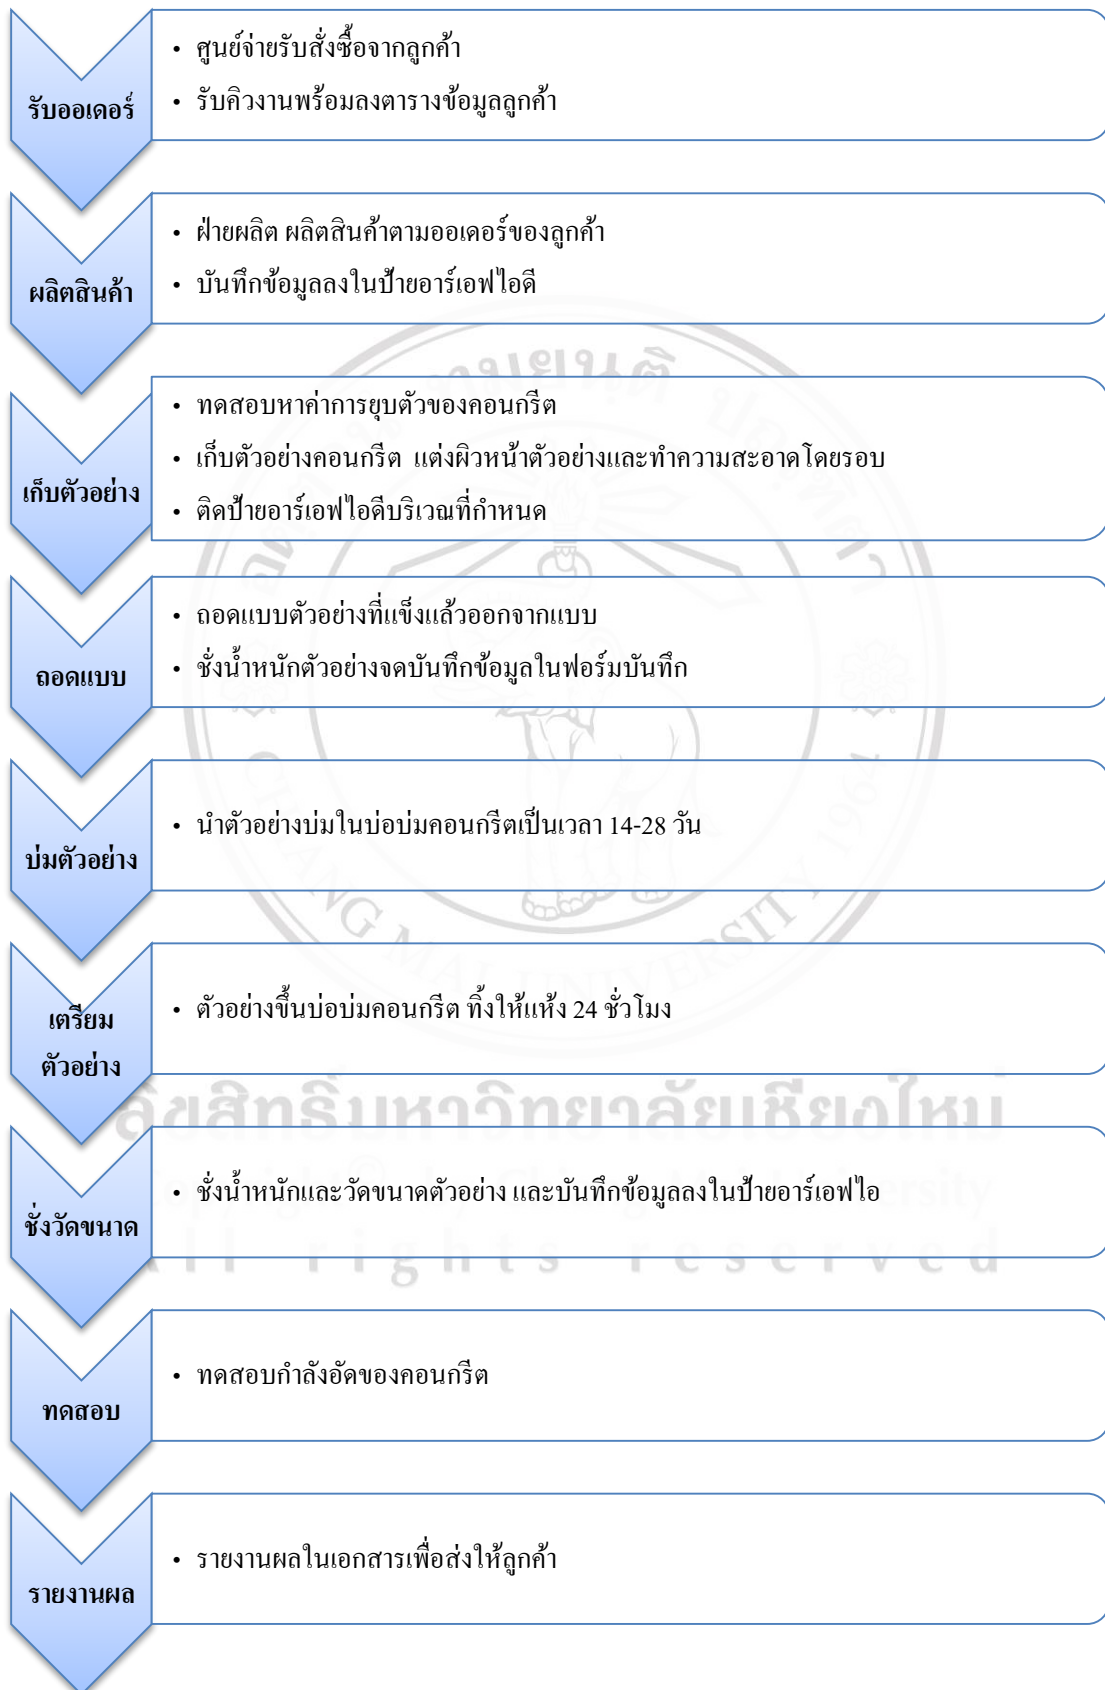 รับออเดอร์
• ศูนย์จ่ายรับสั่งซื้อจากลูกค้า
• รับคิวงานพร้อมลงตารางข้อมูลลูกค้า
ผลิตสินค้า
• ฝ่ายผลิต ผลิตสินค้าตามออเดอร์ของลูกค้า
• บันทึกข้อมูลลงในป้ายอาร์เอฟไอดี
เก็บตัวอย่าง
• ทดสอบหาค่าการยุบตัวของคอนกรีต
• เก็บตัวอย่างคอนกรีต แต่งผิวหน้าตัวอย่างและทำความสะอาดโดยรอบ
• ติดป้ายอาร์เอฟไอดีบริเวณที่กำหนด
ถอดแบบ
• ถอดแบบตัวอย่างที่แข็งแล้วออกจากแบบ
• ชั่งน้ำหนักตัวอย่างจดบันทึกข้อมูลในฟอร์มบันทึก
บ่มตัวอย่าง
• นำตัวอย่างบ่มในบ่อบ่มคอนกรีตเป็นเวลา 14-28 วัน
เตรียม
ตัวอย่าง
• ตัวอย่างขึ้นบ่อบ่มคอนกรีต ทิ้งให้แห้ง 24 ชั่วโมง
ชั่งวัดขนาด
• ชั่งน้ำหนักและวัดขนาดตัวอย่าง และบันทึกข้อมูลลงในป้ายอาร์เอฟไอ
ทดสอบ
• ทดสอบกำลังอัดของคอนกรีต
รายงานผล
• รายงานผลในเอกสารเพื่อส่งให้ลูกค้า
CHIANG MAI UNIVERSITY 1964
ลิขสิทธิ์มหาวิทยาลัยเชียงใหม่
All rights reserved